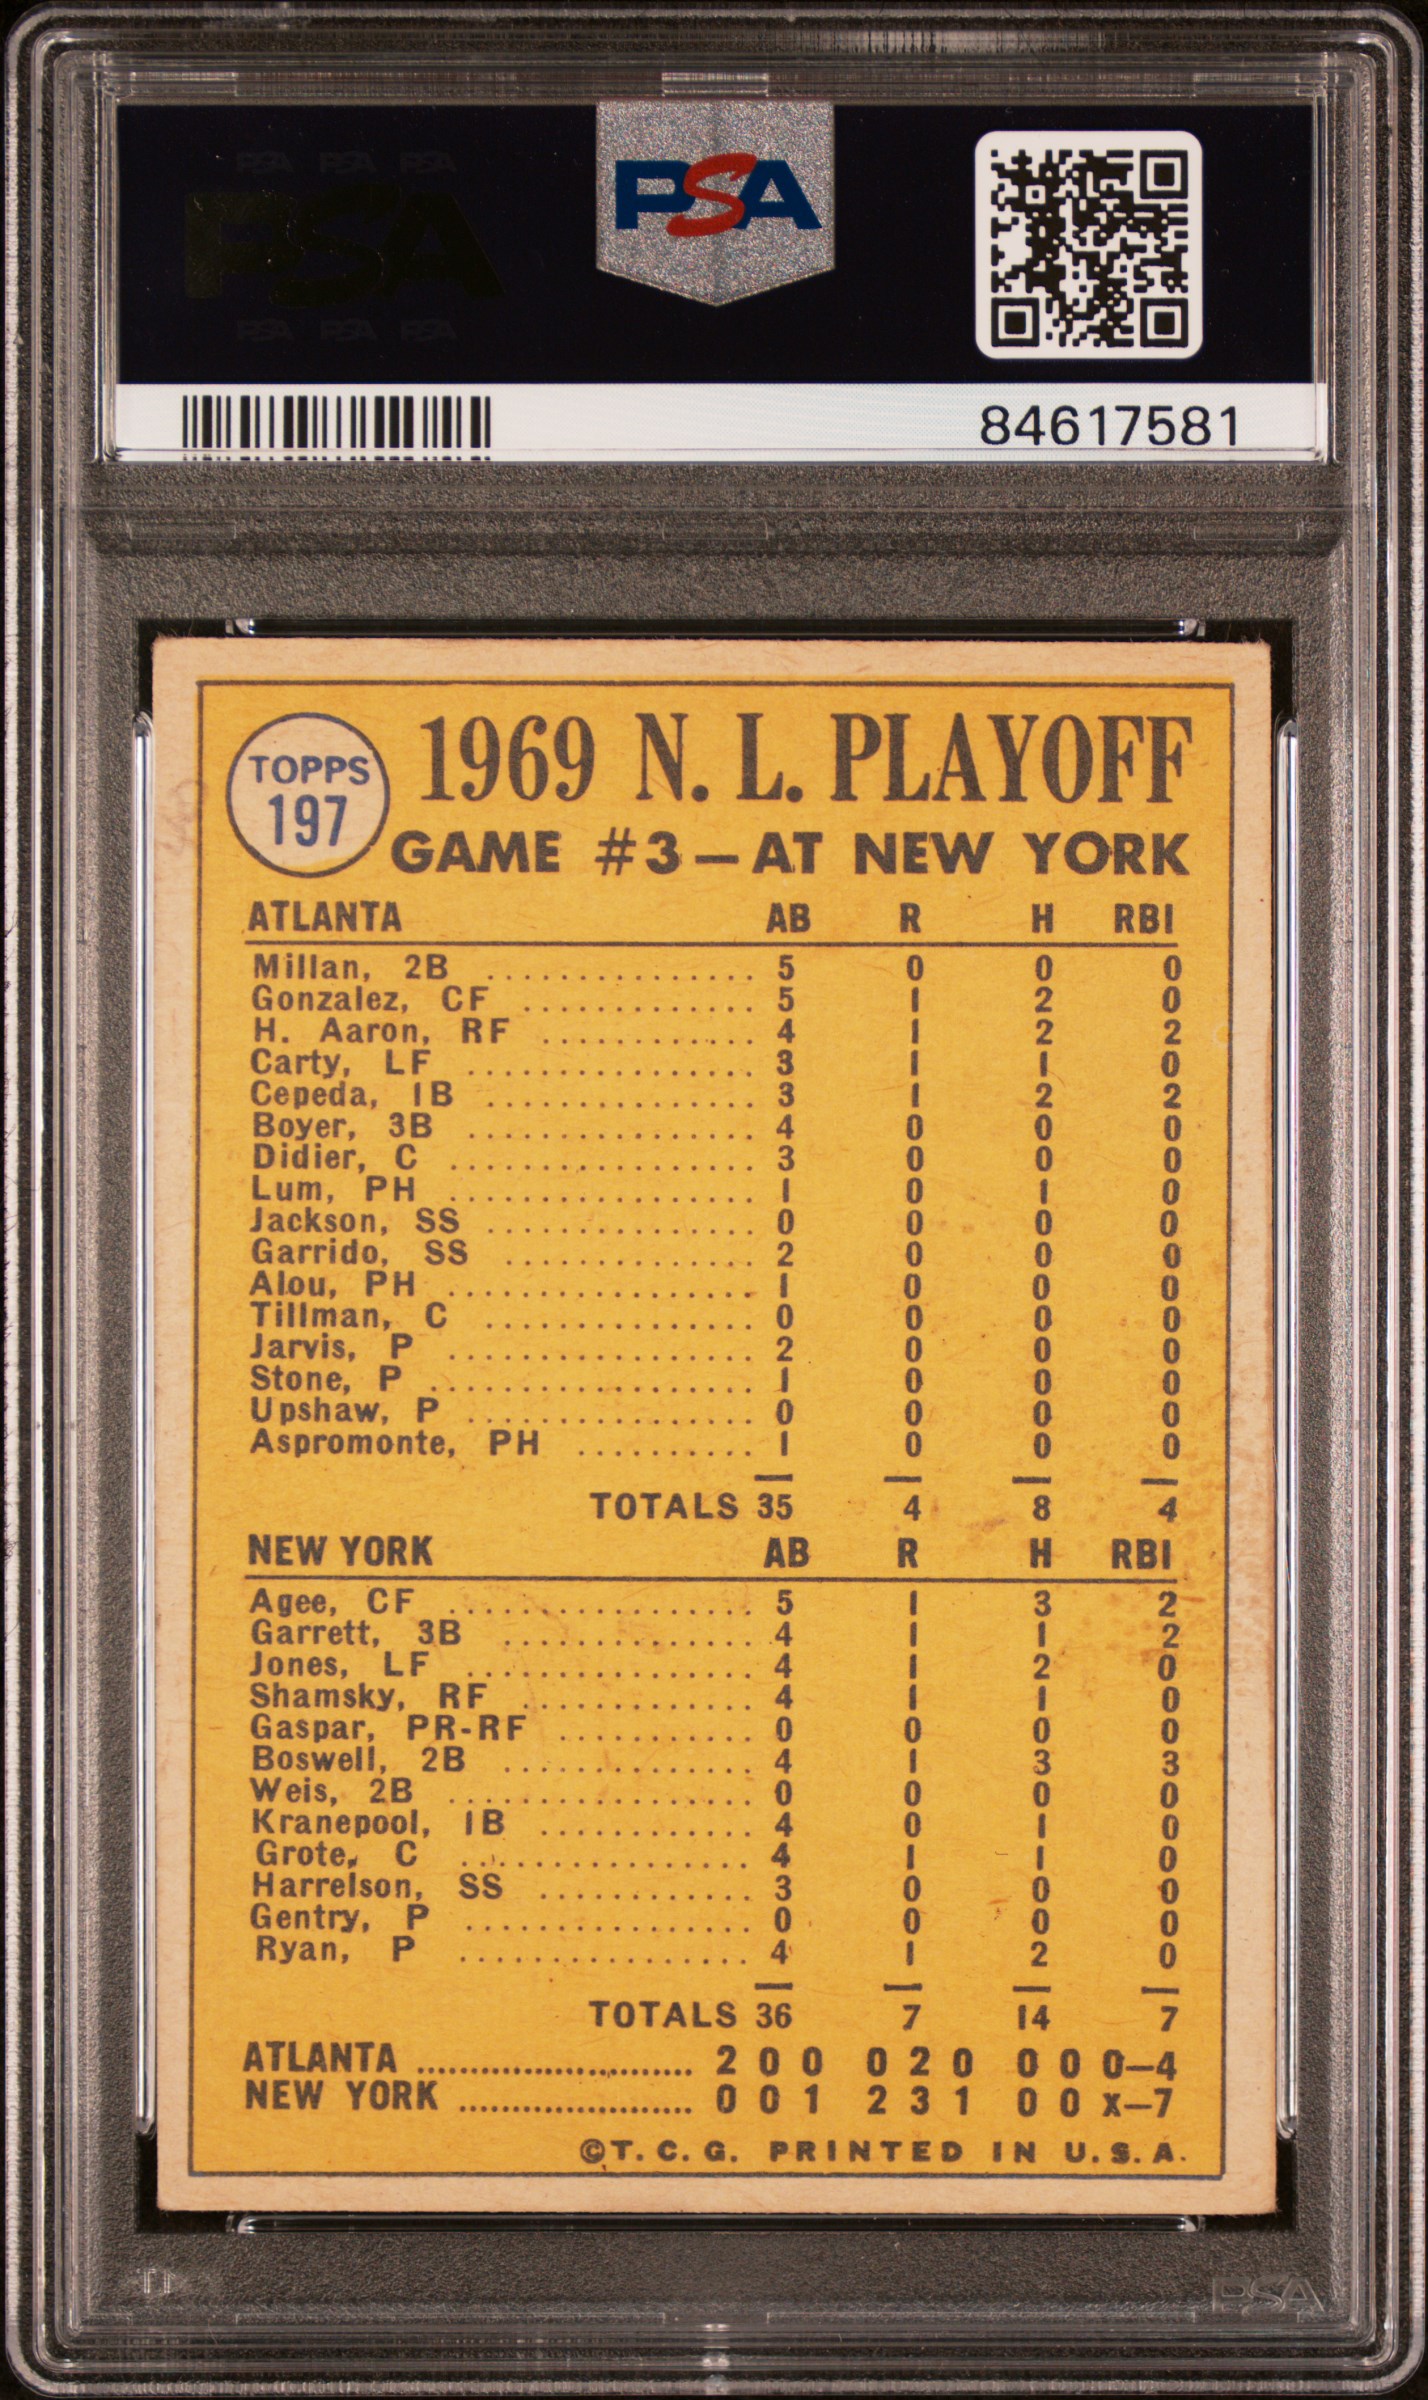 PSA PSA PSA
PSA
PSA PSA PSA
PSA
84617581
TOPPS
197
1969 N. L. PLAYOFF
GAME #3—AT NEW YORK
ATLANTA AB R H RBI
Millan, 2B ................ 5 0 0 0
Gonzalez, CF ............. 5 1 2 0
H. Aaron, RF ............ 4 1 2 2
Carty, LF ................. 3 1 1 0
Cepeda, 1B ................ 3 1 2 2
Boyer, 3B ................. 4 0 0 0
Didier, C .................. 3 0 0 0
Lum, PH .................. 1 0 1 0
Jackson, SS ................ 0 0 0 0
Garrido, SS ............... 2 0 0 0
Alou, PH .................. 1 0 0 0
Tillman, C ................ 0 0 0 0
Jarvis, P .................. 2 0 0 0
Stone, P ................... 1 0 0 0
Upshaw, P ................. 0 0 0 0
Aspromonte, PH .......... 1 0 0 0
TOTALS 35 4 8 4
NEW YORK AB R H RBI
Agee, CF .................. 5 1 3 2
Garrett, 3B ............... 4 1 1 2
Jones, LF ................. 4 1 2 0
Shamsky, RF ............. 4 1 1 0
Gaspar, PR-RF ........... 0 0 0 0
Boswell, 2B .............. 4 1 3 3
Weis, 2B .................. 0 0 0 0
Kranepool, 1B ............ 4 0 1 0
Grote, C ................. 4 1 1 0
Harrelson, SS ............ 3 0 0 0
Gentry, P ................. 0 0 0 0
Ryan, P .................. 4 1 2 0
TOTALS 36 7 14 7
ATLANTA .......................... 2 0 0 0 2 0 0 0 0—4
NEW YORK ...................... 0 0 1 2 3 1 0 0 x—7
©T. C. G. PRINTED IN U. S. A.
PSA